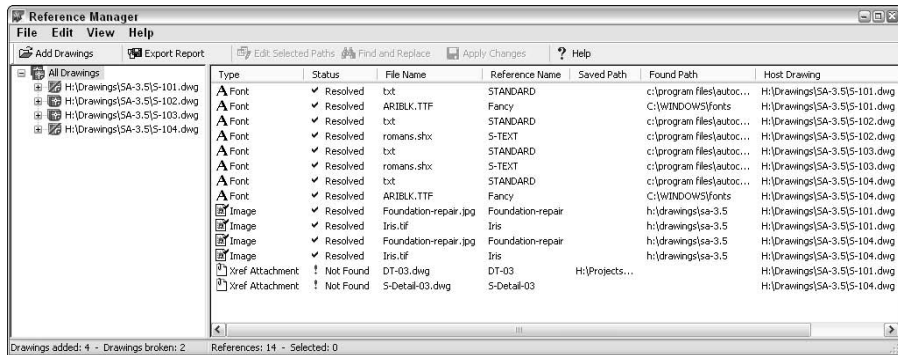 Reference Manager
File Edit View Help
Add Drawings Export Report Edit Selected Paths Find and Replace Apply Changes ? Help
All Drawings
H:\Drawings\SA-3.5\S-101.dwg
H:\Drawings\SA-3.5\S-102.dwg
H:\Drawings\SA-3.5\S-103.dwg
H:\Drawings\SA-3.5\S-104.dwg
Type Status File Name Reference Name Saved Path Found Path Host Drawing
Font Resolved txt STANDARD c:\program files\autoc... H:\Drawings\SA-3.5\S-101.dwg
Font Resolved ARIBLK.TTF Fancy C:\WINDOWS\fonts H:\Drawings\SA-3.5\S-101.dwg
Font Resolved txt STANDARD c:\program files\autoc... H:\Drawings\SA-3.5\S-102.dwg
Font Resolved romans.shx S-TEXT c:\program files\autoc... H:\Drawings\SA-3.5\S-102.dwg
Font Resolved txt STANDARD c:\program files\autoc... H:\Drawings\SA-3.5\S-103.dwg
Font Resolved romans.shx S-TEXT c:\program files\autoc... H:\Drawings\SA-3.5\S-103.dwg
Font Resolved txt STANDARD c:\program files\autoc... H:\Drawings\SA-3.5\S-104.dwg
Font Resolved ARIBLK.TTF Fancy C:\WINDOWS\fonts H:\Drawings\SA-3.5\S-104.dwg
Image Resolved Foundation-repair.jpg Foundation-repair h:\drawings\sa-3.5 H:\Drawings\SA-3.5\S-101.dwg
Image Resolved Iris.tif Iris h:\drawings\sa-3.5 H:\Drawings\SA-3.5\S-101.dwg
Image Resolved Foundation-repair.jpg Foundation-repair h:\drawings\sa-3.5 H:\Drawings\SA-3.5\S-104.dwg
Image Resolved Iris.tif Iris h:\drawings\sa-3.5 H:\Drawings\SA-3.5\S-104.dwg
Xref Attachment ! Not Found DT-03.dwg DT-03 H:\Projects... H:\Drawings\SA-3.5\S-101.dwg
Xref Attachment ! Not Found S-Detail-03.dwg S-Detail-03 H:\Drawings\SA-3.5\S-104.dwg
Drawings added: 4 - Drawings broken: 2 References: 14 - Selected: 0